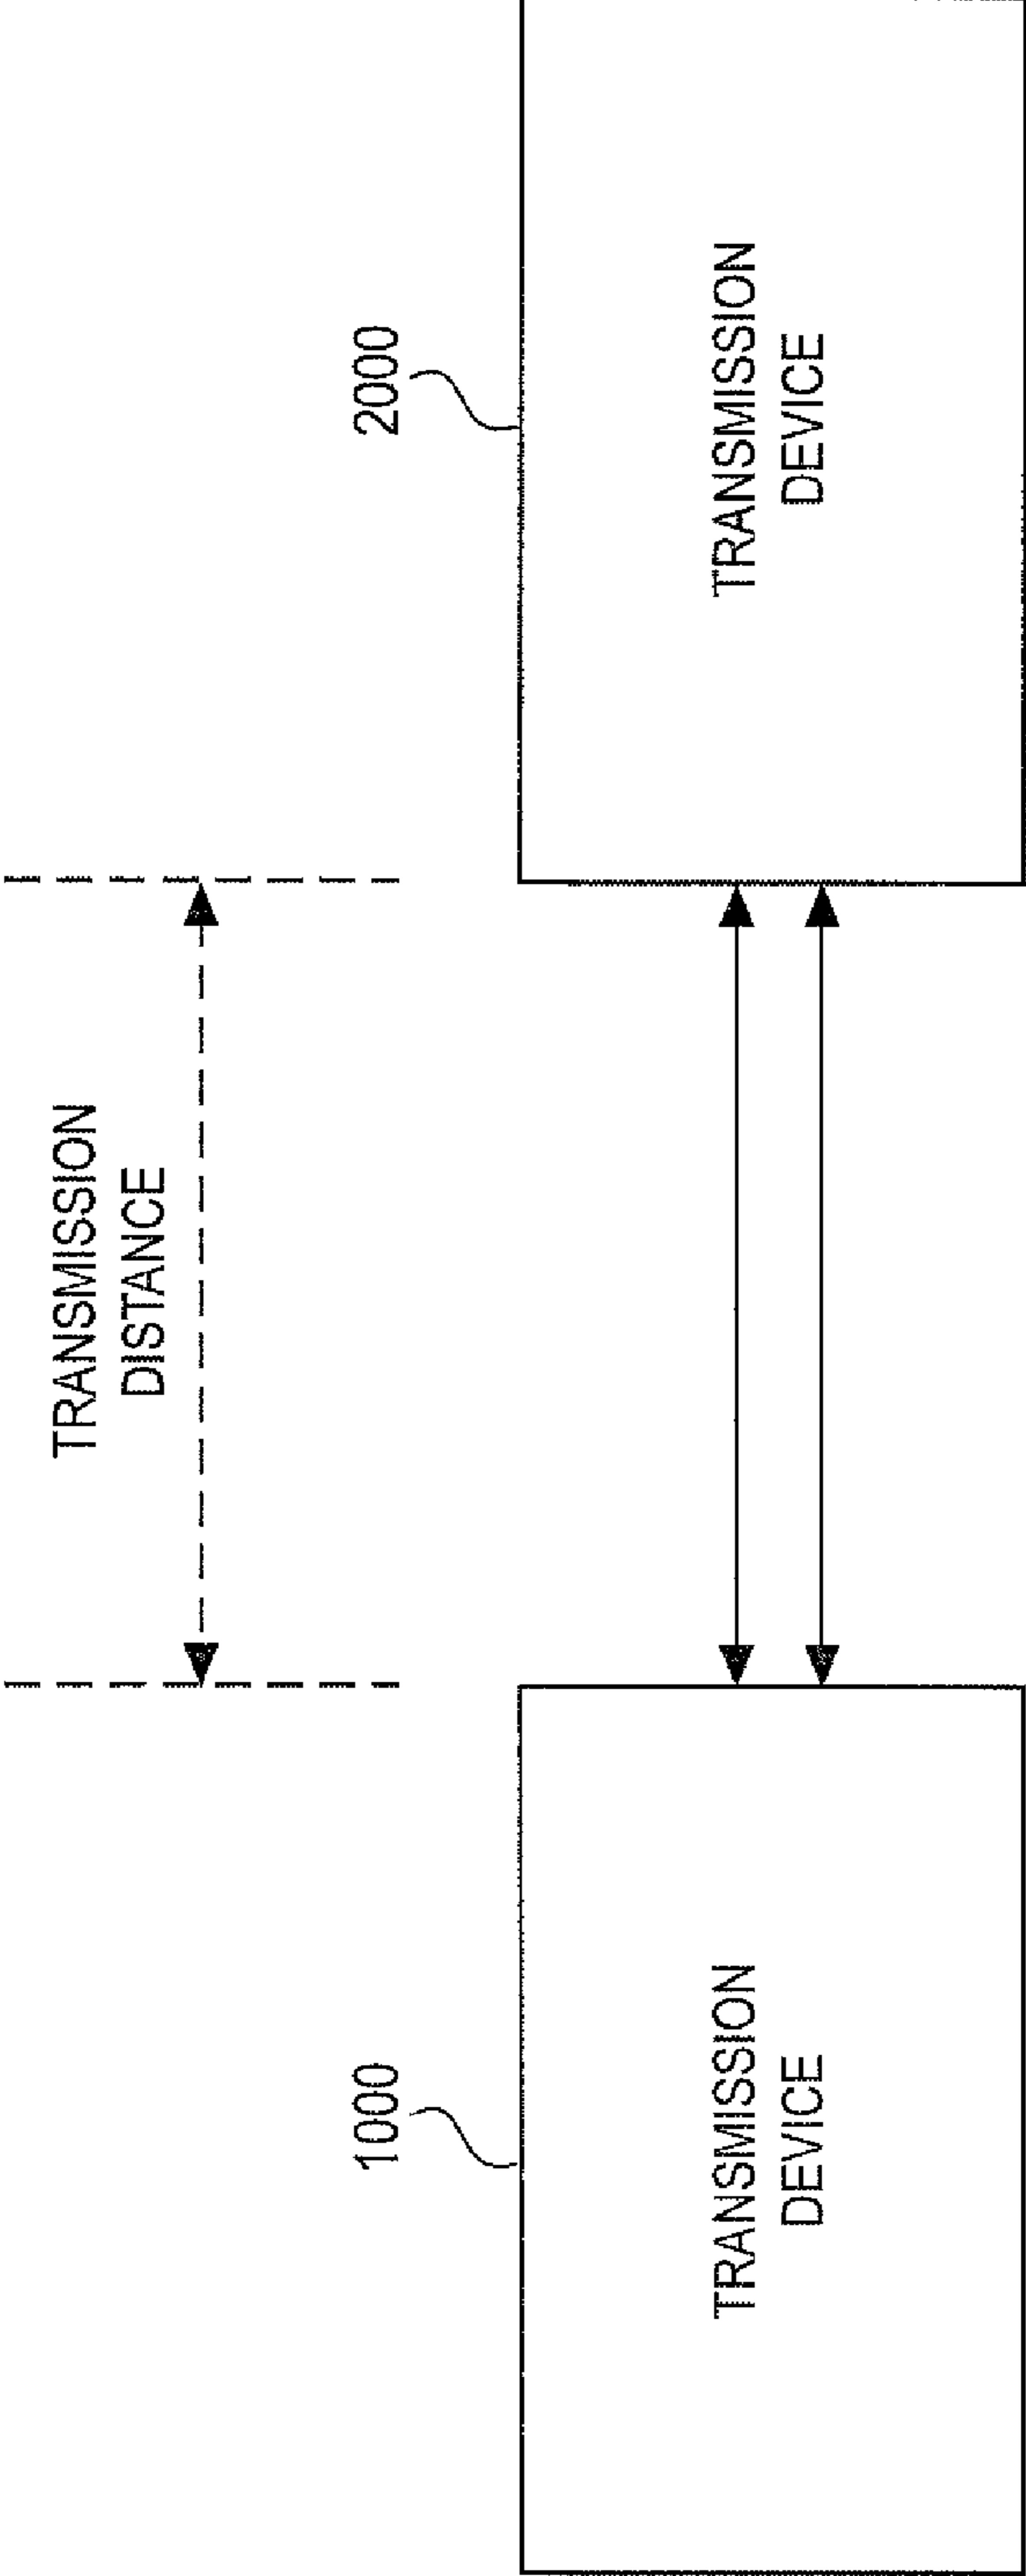 TRANSMISSION
DISTANCE
1000
2000
TRANSMISSION
DEVICE
TRANSMISSION
DEVICE